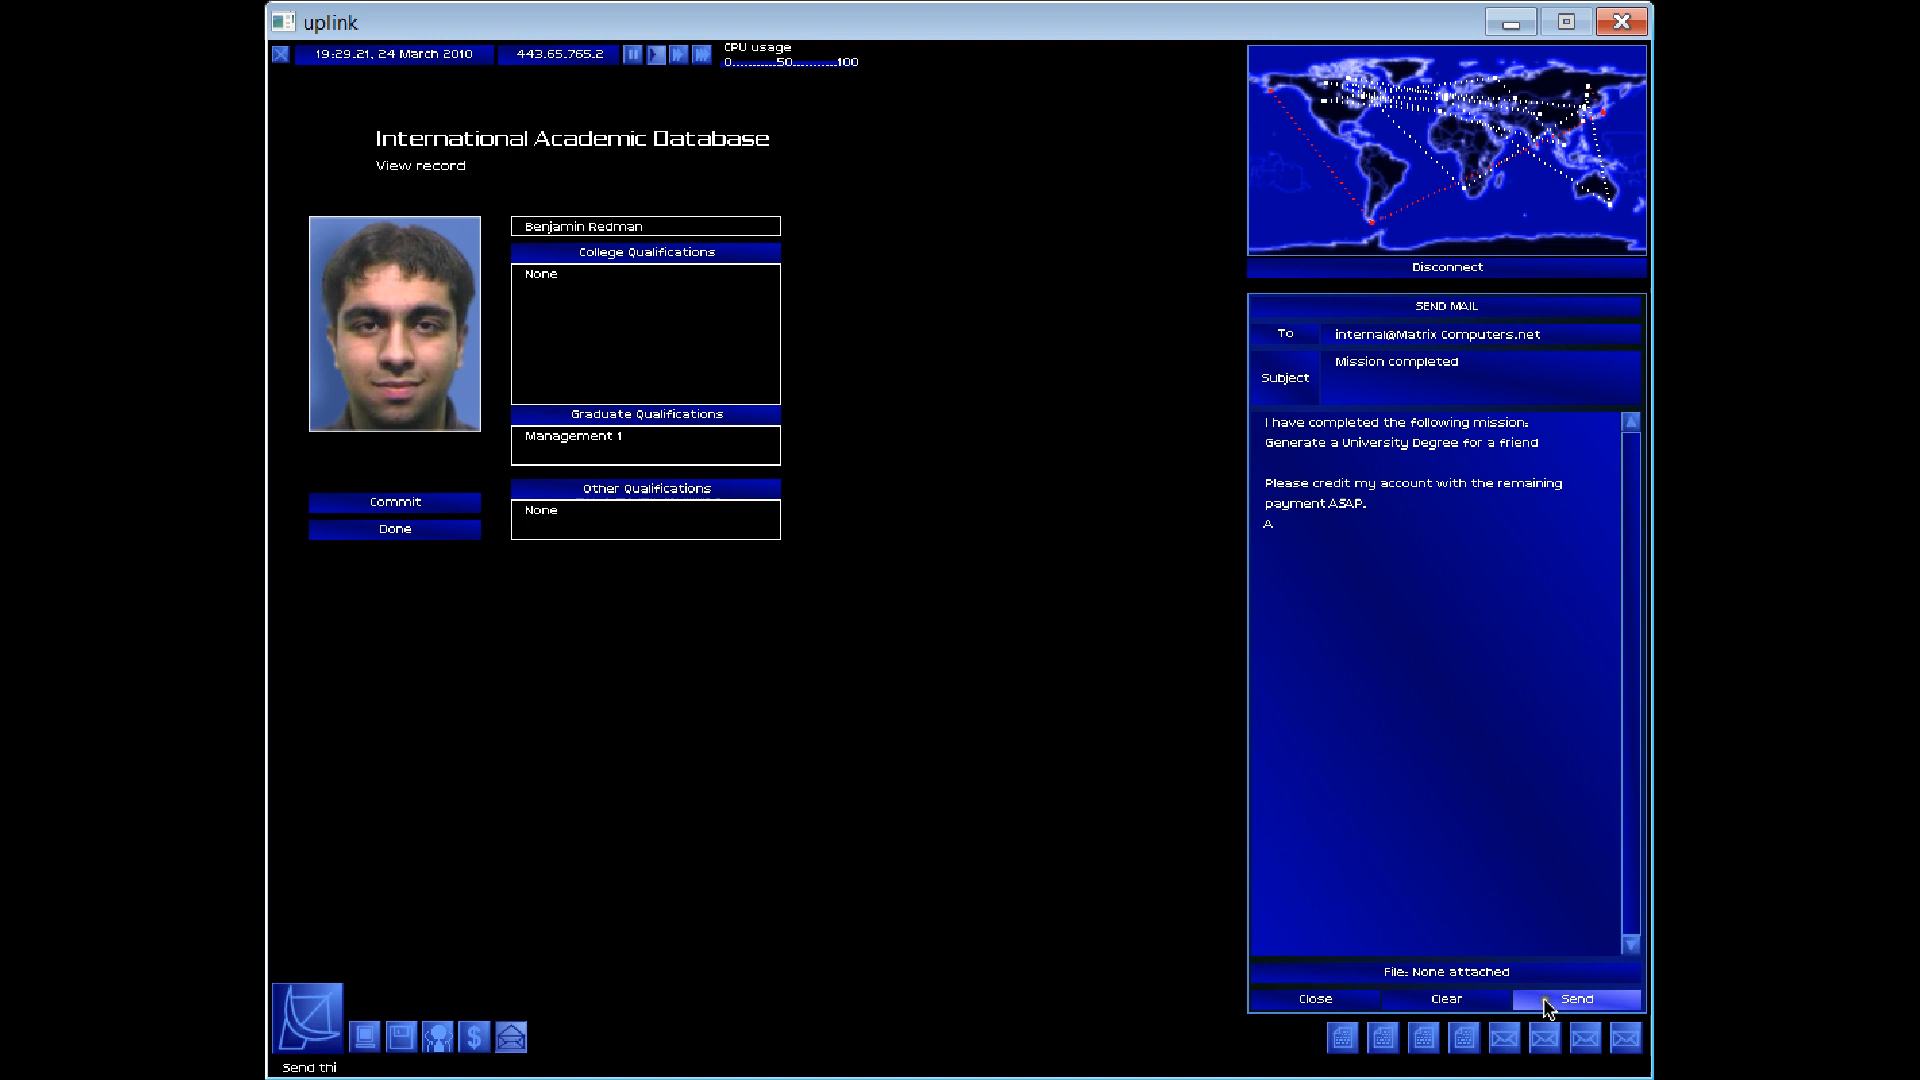 uplink
19:29.21, 24 March 2010
443.65.765.2
CPU usage
0...........50...........100
International Academic Database
View record
Benjamin Redman
College Qualifications
None
Graduate Qualifications
Management 1
Other Qualifications
None
Commit
Done
Disconnect
SEND MAIL
To
internal@Matrix Computers.net
Subject
Mission completed
I have completed the following mission:
Generate a University Degree for a friend
Please credit my account with the remaining
payment ASAP.
A
File: None attached
Close
Clear
Send
Send thi